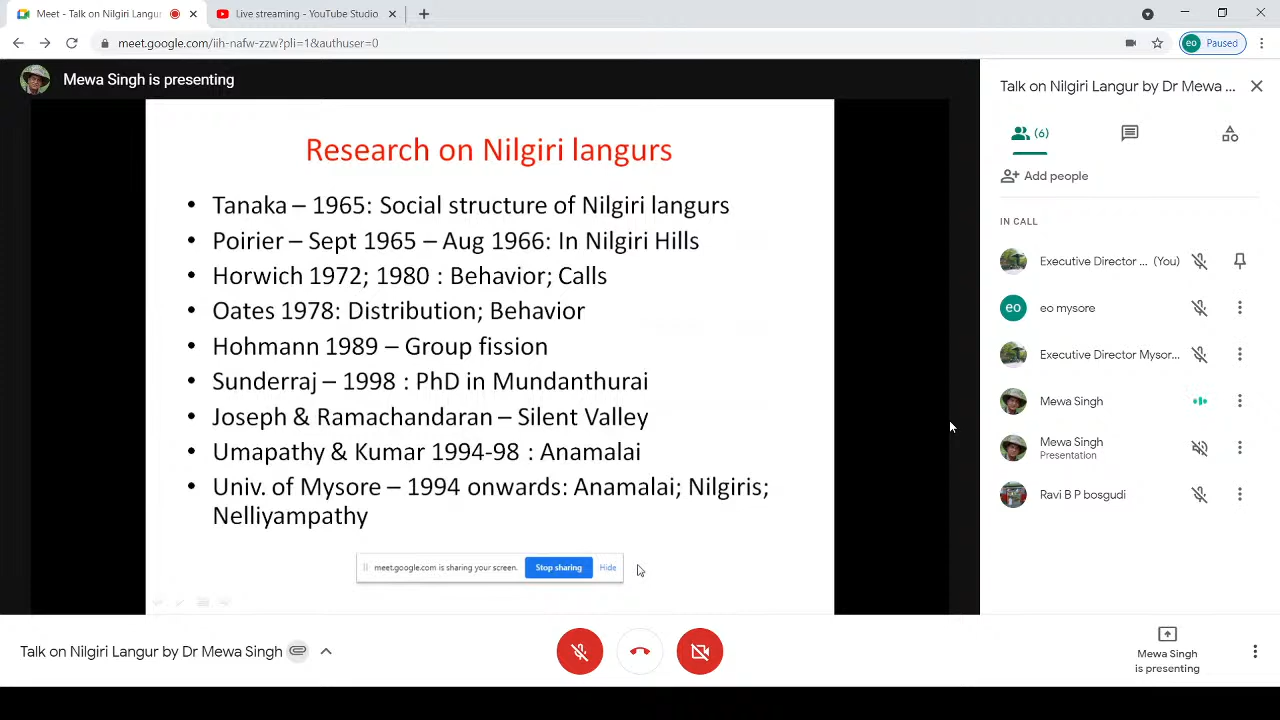 Meet - Talk on Nilgiri Langur
Live streaming - YouTube Studio
meet.google.com/iih-nafw-zzw?pli=1&authuser=0
eo Paused
Mewa Singh is presenting
Talk on Nilgiri Langur by Dr Mewa ...
(6)
Add people
IN CALL
Executive Director ... (You)
eo eo mysore
Executive Director Mysor...
Mewa Singh
Mewa Singh
Presentation
Ravi B P bosgudi
Research on Nilgiri langurs
• Tanaka – 1965: Social structure of Nilgiri langurs
• Poirier – Sept 1965 – Aug 1966: In Nilgiri Hills
• Horwich 1972; 1980 : Behavior; Calls
• Oates 1978: Distribution; Behavior
• Hohmann 1989 – Group fission
• Sunderraj – 1998 : PhD in Mundanthurai
• Joseph & Ramachandaran – Silent Valley
• Umapathy & Kumar 1994-98 : Anamalai
• Univ. of Mysore – 1994 onwards: Anamalai; Nilgiris;
Nelliyampathy
meet.google.com is sharing your screen. Stop sharing Hide
Talk on Nilgiri Langur by Dr Mewa Singh
Mewa Singh
is presenting